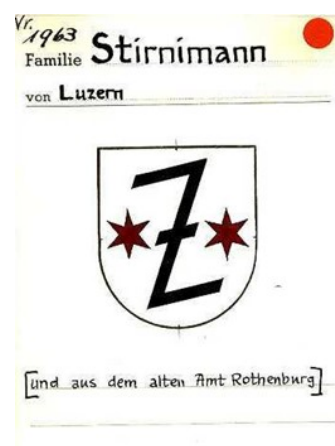 Nr.
1963
Familie Stirnimann
von Luzern
[und aus dem alten Amt Rothenburg]